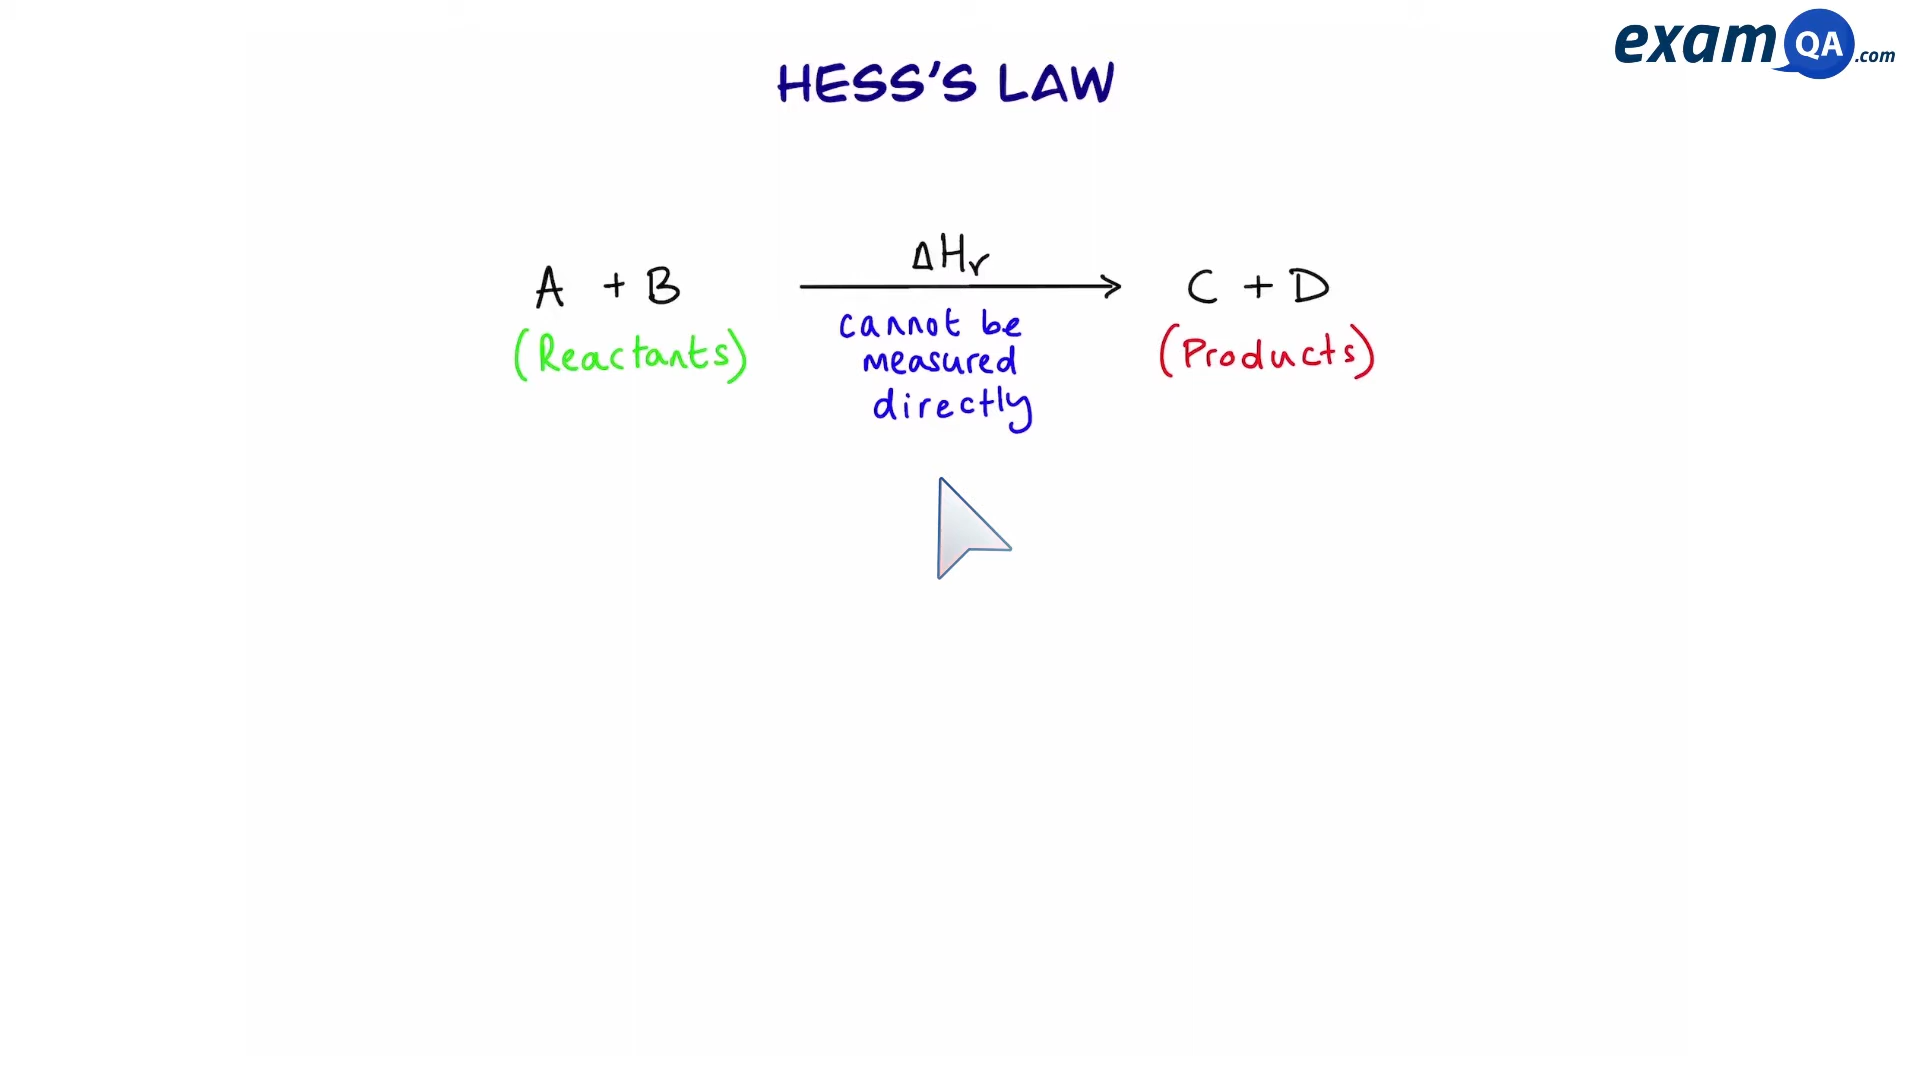 examQA.com
HESS'S LAW
A + B ΔHr C + D
(Reactants) cannot be (Products)
measured
directly